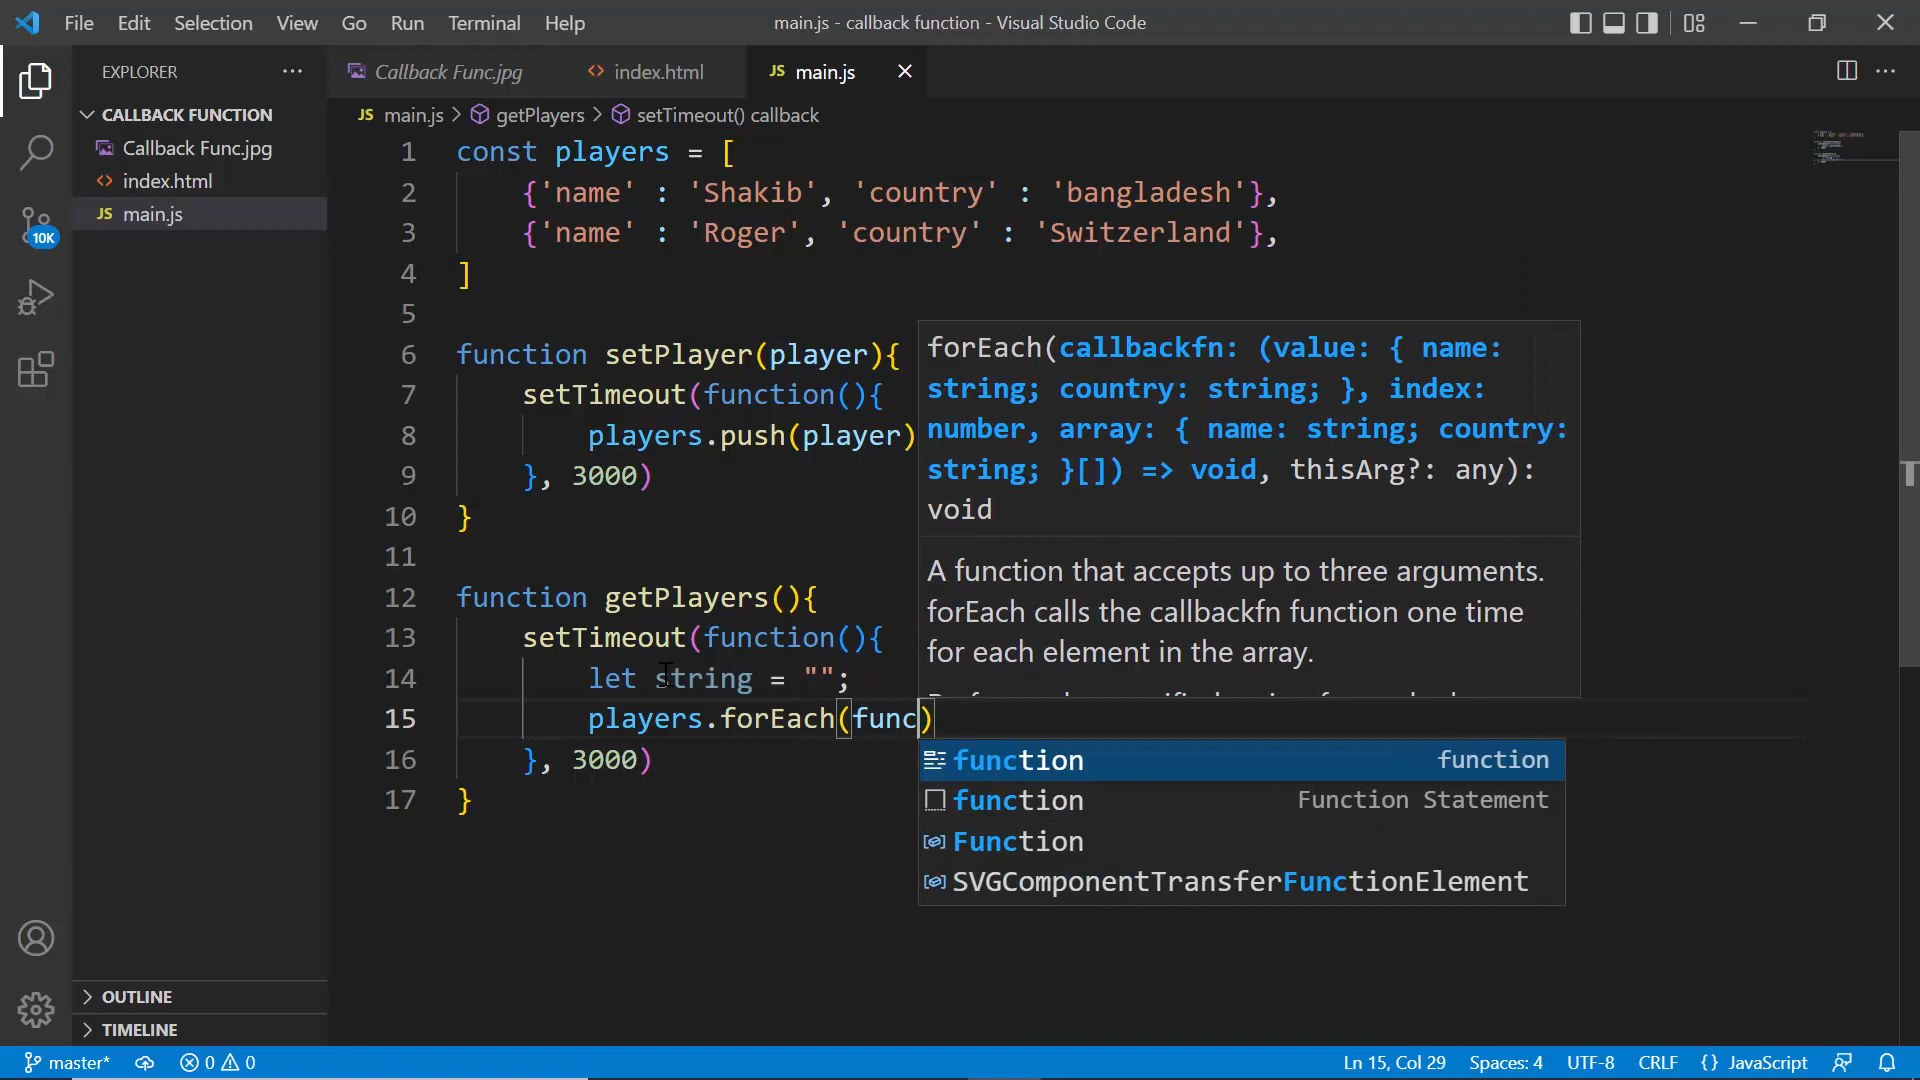 File Edit Selection View Go Run Terminal Help
main.js - callback function - Visual Studio Code
EXPLORER
Callback Func.jpg
index.html
JS main.js
CALLBACK FUNCTION
Callback Func.jpg
index.html
JS main.js
10K
JS main.js > getPlayers > setTimeout() callback
1 const players = [
2 {'name' : 'Shakib', 'country' : 'bangladesh'},
3 {'name' : 'Roger', 'country' : 'Switzerland'},
4 ]
5
6 function setPlayer(player){
7 setTimeout(function(){
8 players.push(player)
9 }, 3000)
10 }
11
12 function getPlayers(){
13 setTimeout(function(){
14 let string = "";
15 players.forEach(func)
16 }, 3000)
17 }
forEach(callbackfn: (value: { name:
string; country: string; }, index:
number, array: { name: string; country:
string; }[]) => void, thisArg?: any):
void
A function that accepts up to three arguments.
forEach calls the callbackfn function one time
for each element in the array.
function function
function Function Statement
Function
SVGComponentTransferFunctionElement
OUTLINE
TIMELINE
master* 0 0
Ln 15, Col 29 Spaces: 4 UTF-8 CRLF {} JavaScript